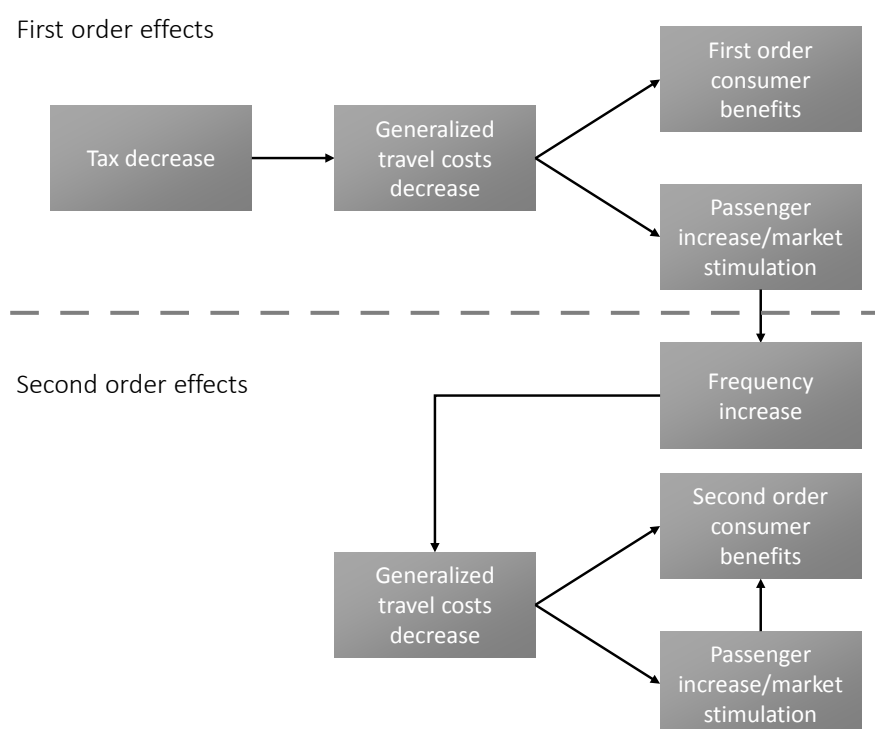 First order effects
Tax decrease
Generalized
travel costs
decrease
First order
consumer
benefits
Passenger
increase/market
stimulation
Second order effects
Frequency
increase
Generalized
travel costs
decrease
Second order
consumer
benefits
Passenger
increase/market
stimulation